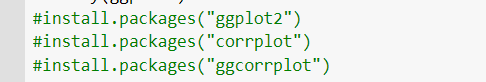 #install.packages("ggplot2")
#install.packages("corrplot")
#install.packages("ggcorrplot")